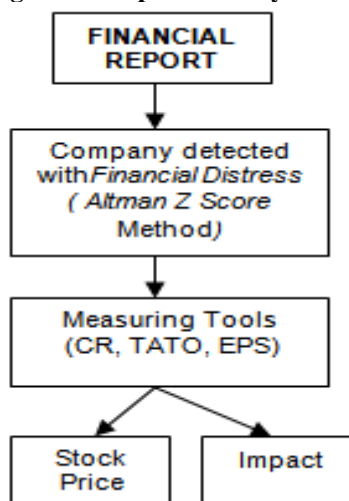 FINANCIAL
REPORT
Company detected
withFinancial Distress
( Altman Z Score
Method)
Measuring Tools
(CR, TATO, EPS)
Stock
Price
Impact